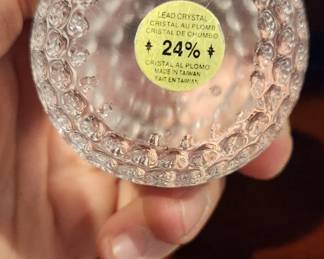 LEAD CRYSTAL
CRISTAL AU PLOMB
CRISTAL DE CHUMBO
24%
CRISTAL AL PLOMO
MADE IN TAIWAN
FAIT EN TAIWAN